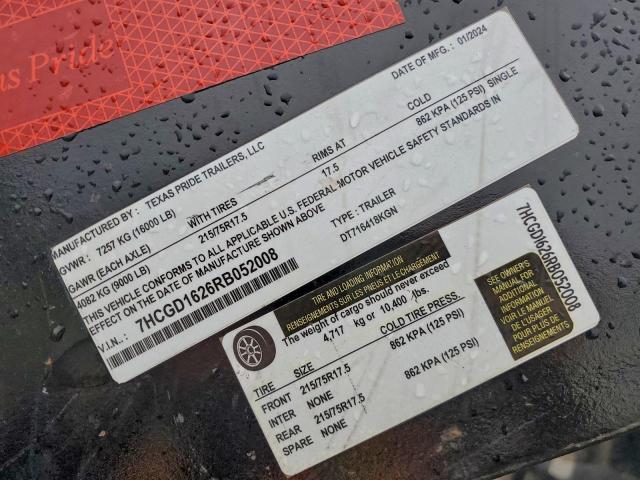 us Pride
MANUFACTURED BY: TEXAS PRIDE TRAILERS, LLC
DATE OF MFG.: 01/2024
GVWR: 7257 KG (16000 LB)
GAWR (EACH AXLE) WITH TIRES RIMS AT COLD SINGLE
4082 KG (9000 LB) 215/75R17.5 17.5 862 KPA (125 PSI)
THIS VEHICLE CONFORMS TO ALL APPLICABLE U.S. FEDERAL MOTOR VEHICLE SAFETY STANDARDS IN
EFFECT ON THE DATE OF MANUFACTURE SHOWN ABOVE
V.I.N.: 7HCGD1626RB052008
TYPE: TRAILER
DT71641BKGN
TIRE AND LOADING INFORMATION
RENSEIGNEMENTS SUR LES PNEUS ET LE CHARGEMENT
The weight of cargo should never exceed
4,717 kg or 10,400 lbs.
TIRE SIZE COLD TIRE PRESS.
FRONT 215/75R17.5 862 KPA (125 PSI)
INTER NONE
REAR 215/75R17.5 862 KPA (125 PSI)
SPARE NONE
SEE OWNER'S
MANUAL FOR
ADDITIONAL
INFORMATION
VOIR LE MANUEL
DE L'USAGER
POUR PLUS DE
RENSEIGNEMENTS
7HCGDI626RB052008